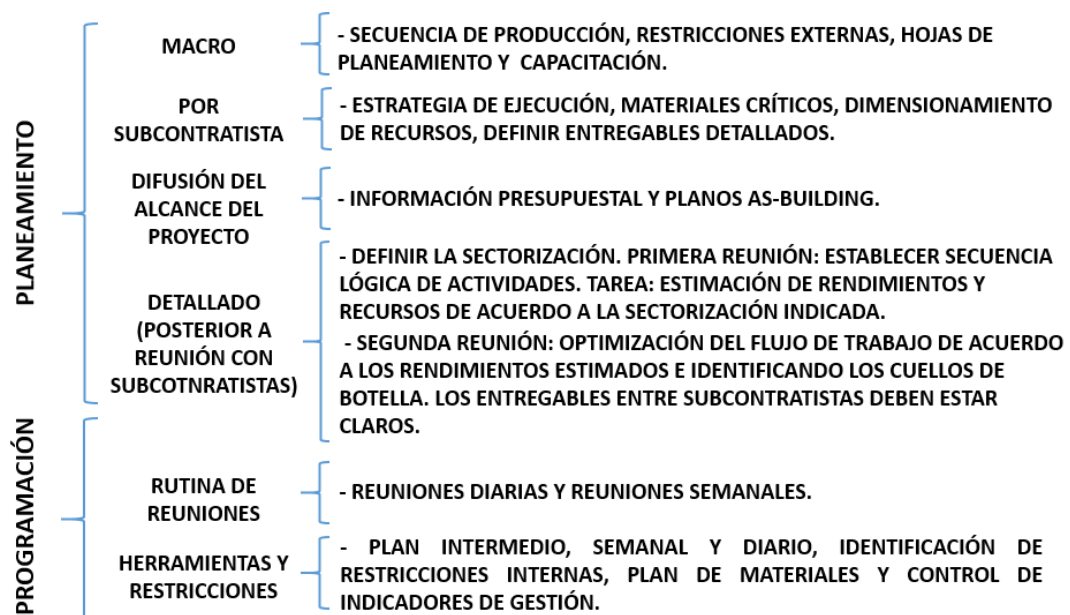 PLANEAMIENTO
MACRO
- SECUENCIA DE PRODUCCIÓN, RESTRICCIONES EXTERNAS, HOJAS DE
PLANEAMIENTO Y CAPACITACIÓN.
POR
SUBCONTRATISTA
- ESTRATEGIA DE EJECUCIÓN, MATERIALES CRÍTICOS, DIMENSIONAMIENTO
DE RECURSOS, DEFINIR ENTREGABLES DETALLADOS.
DIFUSIÓN DEL
ALCANCE DEL
PROYECTO
- INFORMACIÓN PRESUPUESTAL Y PLANOS AS-BUILDING.
DETALLADO
(POSTERIOR A
REUNIÓN CON
SUBCOTNRATISTAS)
- DEFINIR LA SECTORIZACIÓN. PRIMERA REUNIÓN: ESTABLECER SECUENCIA
LÓGICA DE ACTIVIDADES. TAREA: ESTIMACIÓN DE RENDIMIENTOS Y
RECURSOS DE ACUERDO A LA SECTORIZACIÓN INDICADA.
- SEGUNDA REUNIÓN: OPTIMIZACIÓN DEL FLUJO DE TRABAJO DE ACUERDO
A LOS RENDIMIENTOS ESTIMADOS E IDENTIFICANDO LOS CUELLOS DE
BOTELLA. LOS ENTREGABLES ENTRE SUBCONTRATISTAS DEBEN ESTAR
CLAROS.
PROGRAMACIÓN
RUTINA DE
REUNIONES
- REUNIONES DIARIAS Y REUNIONES SEMANALES.
HERRAMIENTAS Y
RESTRICCIONES
- PLAN INTERMEDIO, SEMANAL Y DIARIO, IDENTIFICACIÓN DE
RESTRICCIONES INTERNAS, PLAN DE MATERIALES Y CONTROL DE
INDICADORES DE GESTIÓN.